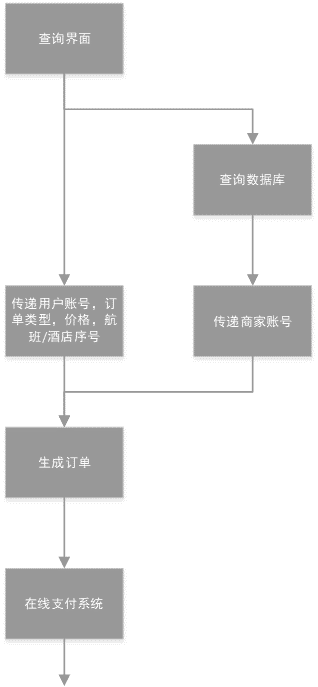 查询界面
查询数据库
传递用户账号，订
单类型，价格，航
班/酒店序号
传递商家账号
生成订单
在线支付系统